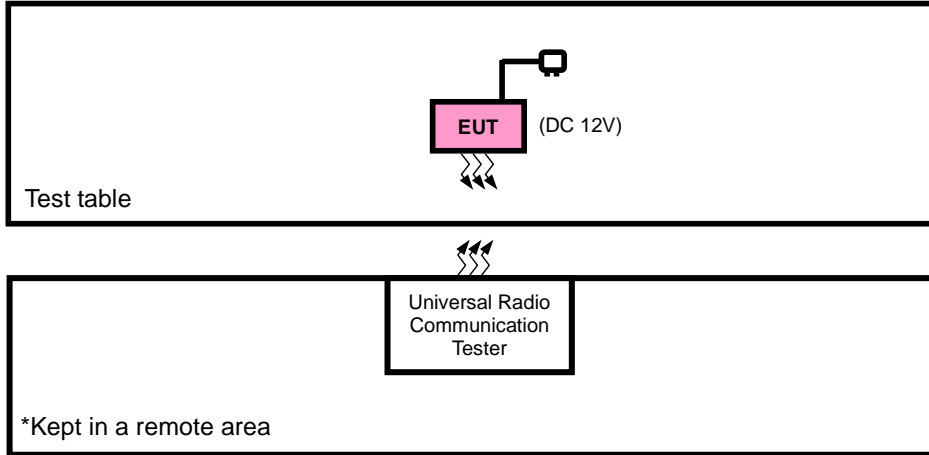 EUT
(DC 12V)
Test table
Universal Radio
Communication
Tester
*Kept in a remote area